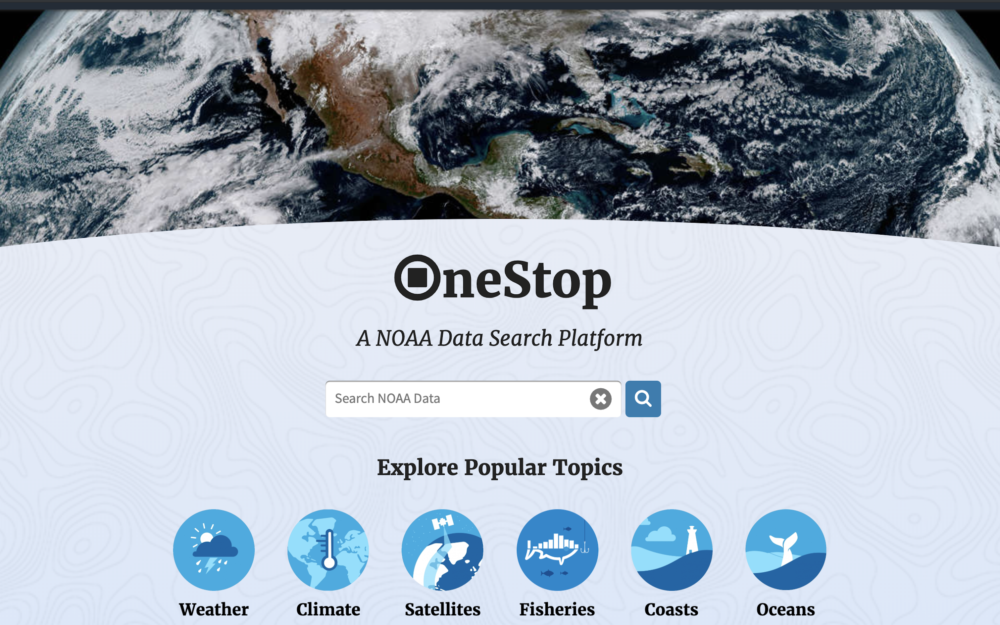 OneStop
A NOAA Data Search Platform
Search NOAA Data
Explore Popular Topics
Weather
Climate
Satellites
Fisheries
Coasts
Oceans